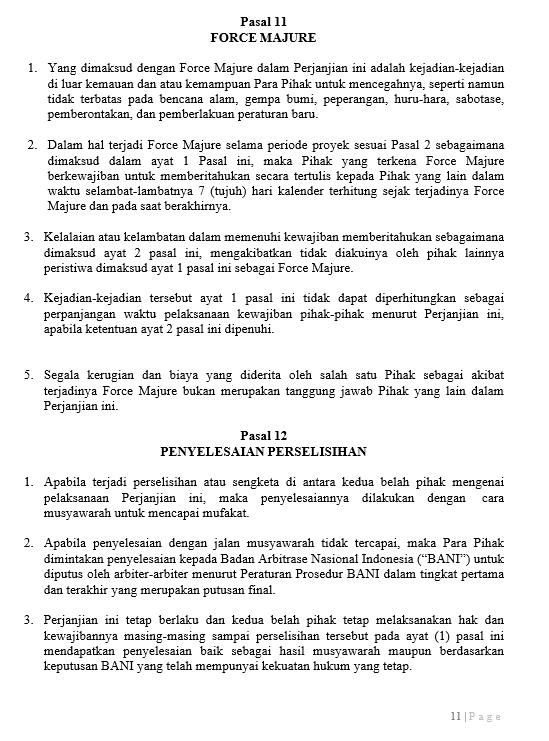 Pasal 11
FORCE MAJURE
1. Yang dimaksud dengan Force Majure dalam Perjanjian ini adalah kejadian-kejadian
di luar kemauan dan atau kemampuan Para Pihak untuk mencegahnya, seperti namun
tidak terbatas pada bencana alam, gempa bumi, peperangan, huru-hara, sabotase,
pemberontakan, dan pemberlakuan peraturan baru.
2. Dalam hal terjadi Force Majure selama periode proyek sesuai Pasal 2 sebagaimana
dimaksud dalam ayat 1 Pasal ini, maka Pihak yang terkena Force Majure
berkewajiban untuk memberitahukan secara tertulis kepada Pihak yang lain dalam
waktu selambat-lambatnya 7 (tujuh) hari kalender terhitung sejak terjadinya Force
Majure dan pada saat berakhirnya.
3. Kelalaian atau kelambatan dalam memenuhi kewajiban memberitahukan sebagaimana
dimaksud ayat 2 pasal ini, mengakibatkan tidak diakuinya oleh pihak lainnya
peristiwa dimaksud ayat 1 pasal ini sebagai Force Majure.
4. Kejadian-kejadian tersebut ayat 1 pasal ini tidak dapat diperhitungkan sebagai
perpanjangan waktu pelaksanaan kewajiban pihak-pihak menurut Perjanjian ini,
apabila ketentuan ayat 2 pasal ini dipenuhi.
5. Segala kerugian dan biaya yang diderita oleh salah satu Pihak sebagai akibat
terjadinya Force Majure bukan merupakan tanggung jawab Pihak yang lain dalam
Perjanjian ini.
Pasal 12
PENYELESAIAN PERSELISIHAN
1. Apabila terjadi perselisihan atau sengketa di antara kedua belah pihak mengenai
pelaksanaan Perjanjian ini, maka penyelesaiannya dilakukan dengan cara
musyawarah untuk mencapai mufakat.
2. Apabila penyelesaian dengan jalan musyawarah tidak tercapai, maka Para Pihak
dimintakan penyelesaian kepada Badan Arbitrase Nasional Indonesia (“BANI”) untuk
diputus oleh arbiter-arbiter menurut Peraturan Prosedur BANI dalam tingkat pertama
dan terakhir yang merupakan putusan final.
3. Perjanjian ini tetap berlaku dan kedua belah pihak tetap melaksanakan hak dan
kewajibannya masing-masing sampai perselisihan tersebut pada ayat (1) pasal ini
mendapatkan penyelesaian baik sebagai hasil musyawarah maupun berdasarkan
keputusan BANI yang telah mempunyai kekuatan hukum yang tetap.
11 | Page